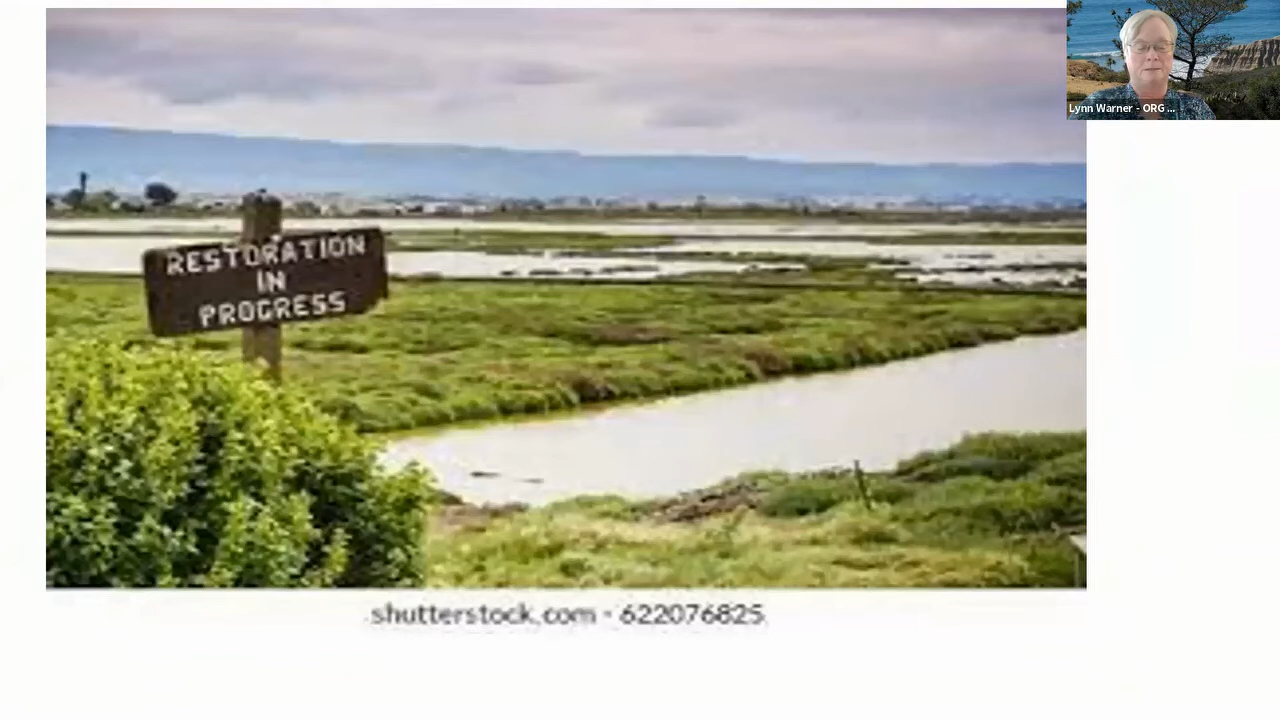 RESTORATION
IN
PROGRESS
Lynn Warner - ORG ...
shutterstock.com · 622076825